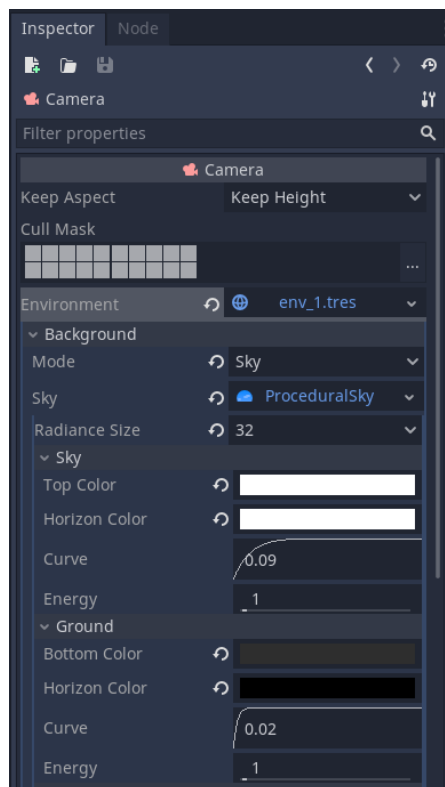 Inspector Node
Camera
Filter properties
Camera
Keep Aspect Keep Height
Cull Mask
...
Environment env_1.tres
Background
Mode Sky
Sky ProceduralSky
Radiance Size 32
Sky
Top Color
Horizon Color
Curve 0.09
Energy 1
Ground
Bottom Color
Horizon Color
Curve 0.02
Energy 1